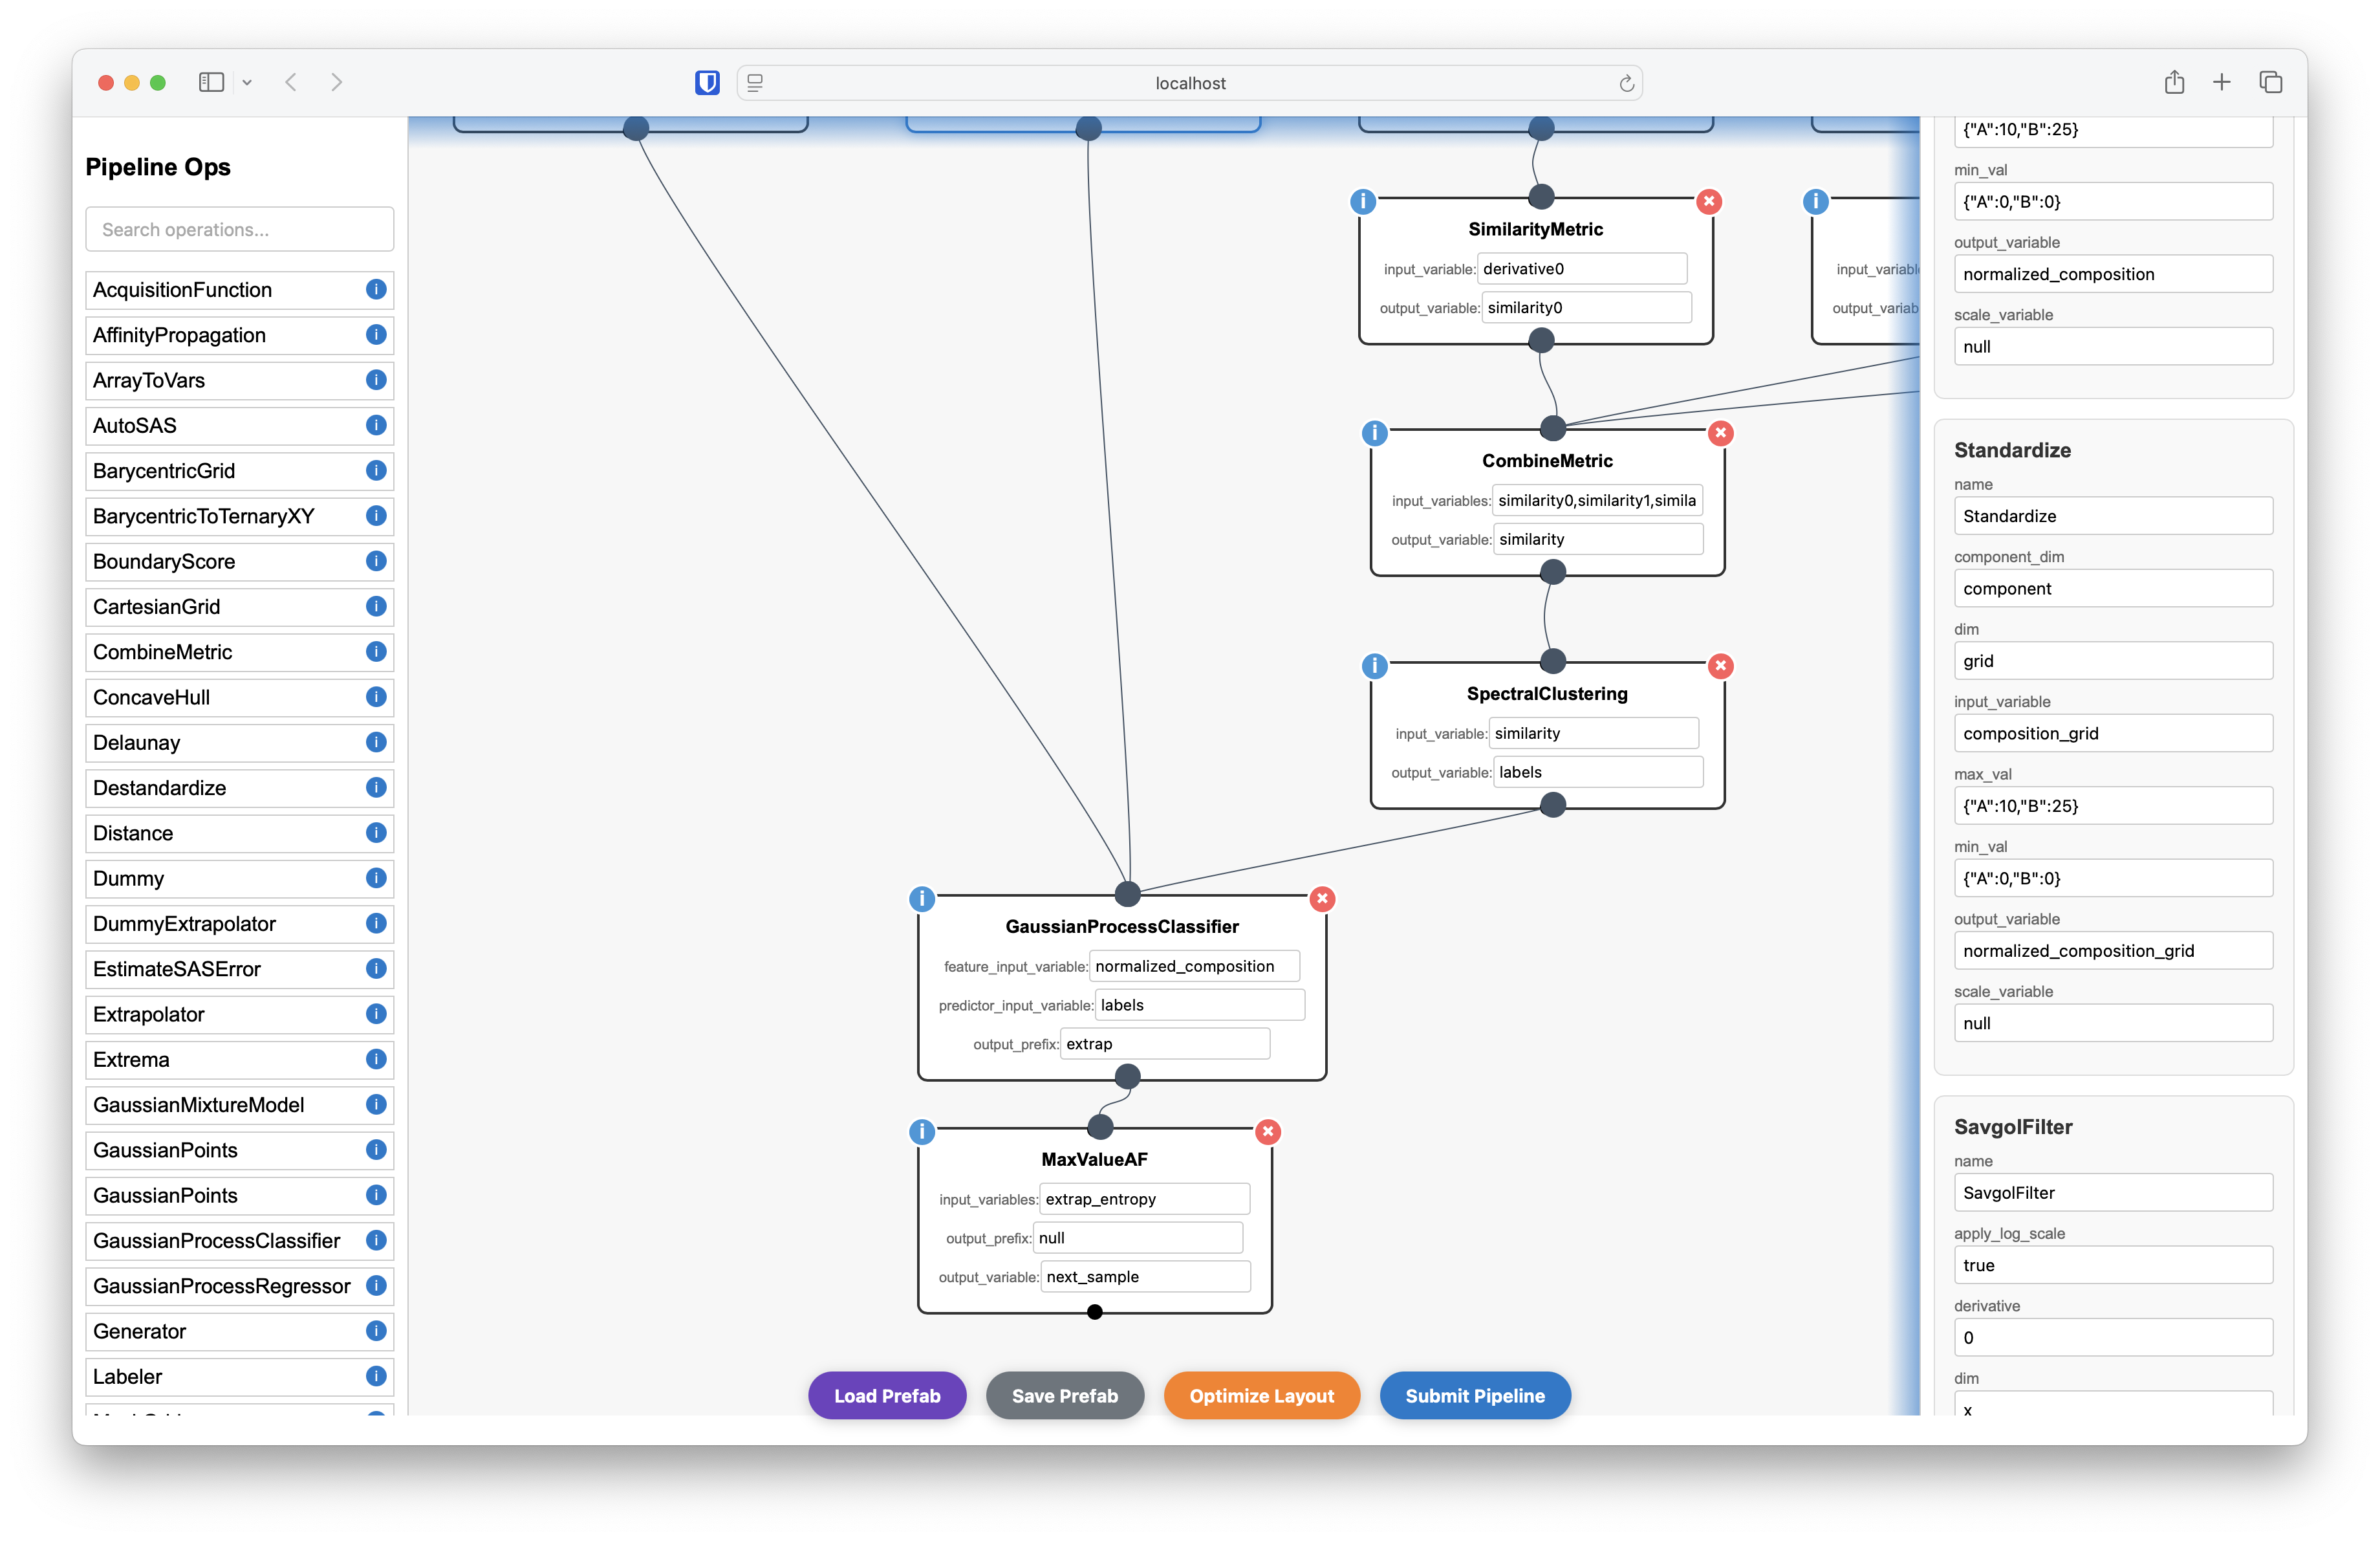 localhost
Pipeline Ops
Search operations...
AcquisitionFunction
AffinityPropagation
ArrayToVars
AutoSAS
BarycentricGrid
BarycentricToTernaryXY
BoundaryScore
CartesianGrid
CombineMetric
ConcaveHull
Delaunay
Destandardize
Distance
Dummy
DummyExtrapolator
EstimateSASError
Extrapolator
Extrema
GaussianMixtureModel
GaussianPoints
GaussianPoints
GaussianProcessClassifier
GaussianProcessRegressor
Generator
Labeler
SimilarityMetric
input_variable: derivative0
output_variable: similarity0
input_variable
output_variab
CombineMetric
input_variables: similarity0,similarity1,simila
output_variable: similarity
SpectralClustering
input_variable: similarity
output_variable: labels
GaussianProcessClassifier
feature_input_variable: normalized_composition
predictor_input_variable: labels
output_prefix: extrap
MaxValueAF
input_variables: extrap_entropy
output_prefix: null
output_variable: next_sample
Load Prefab
Save Prefab
Optimize Layout
Submit Pipeline
{"A":10,"B":25}
min_val
{"A":0,"B":0}
output_variable
normalized_composition
scale_variable
null
Standardize
name
Standardize
component_dim
component
dim
grid
input_variable
composition_grid
max_val
{"A":10,"B":25}
min_val
{"A":0,"B":0}
output_variable
normalized_composition_grid
scale_variable
null
SavgolFilter
name
SavgolFilter
apply_log_scale
true
derivative
0
dim
x